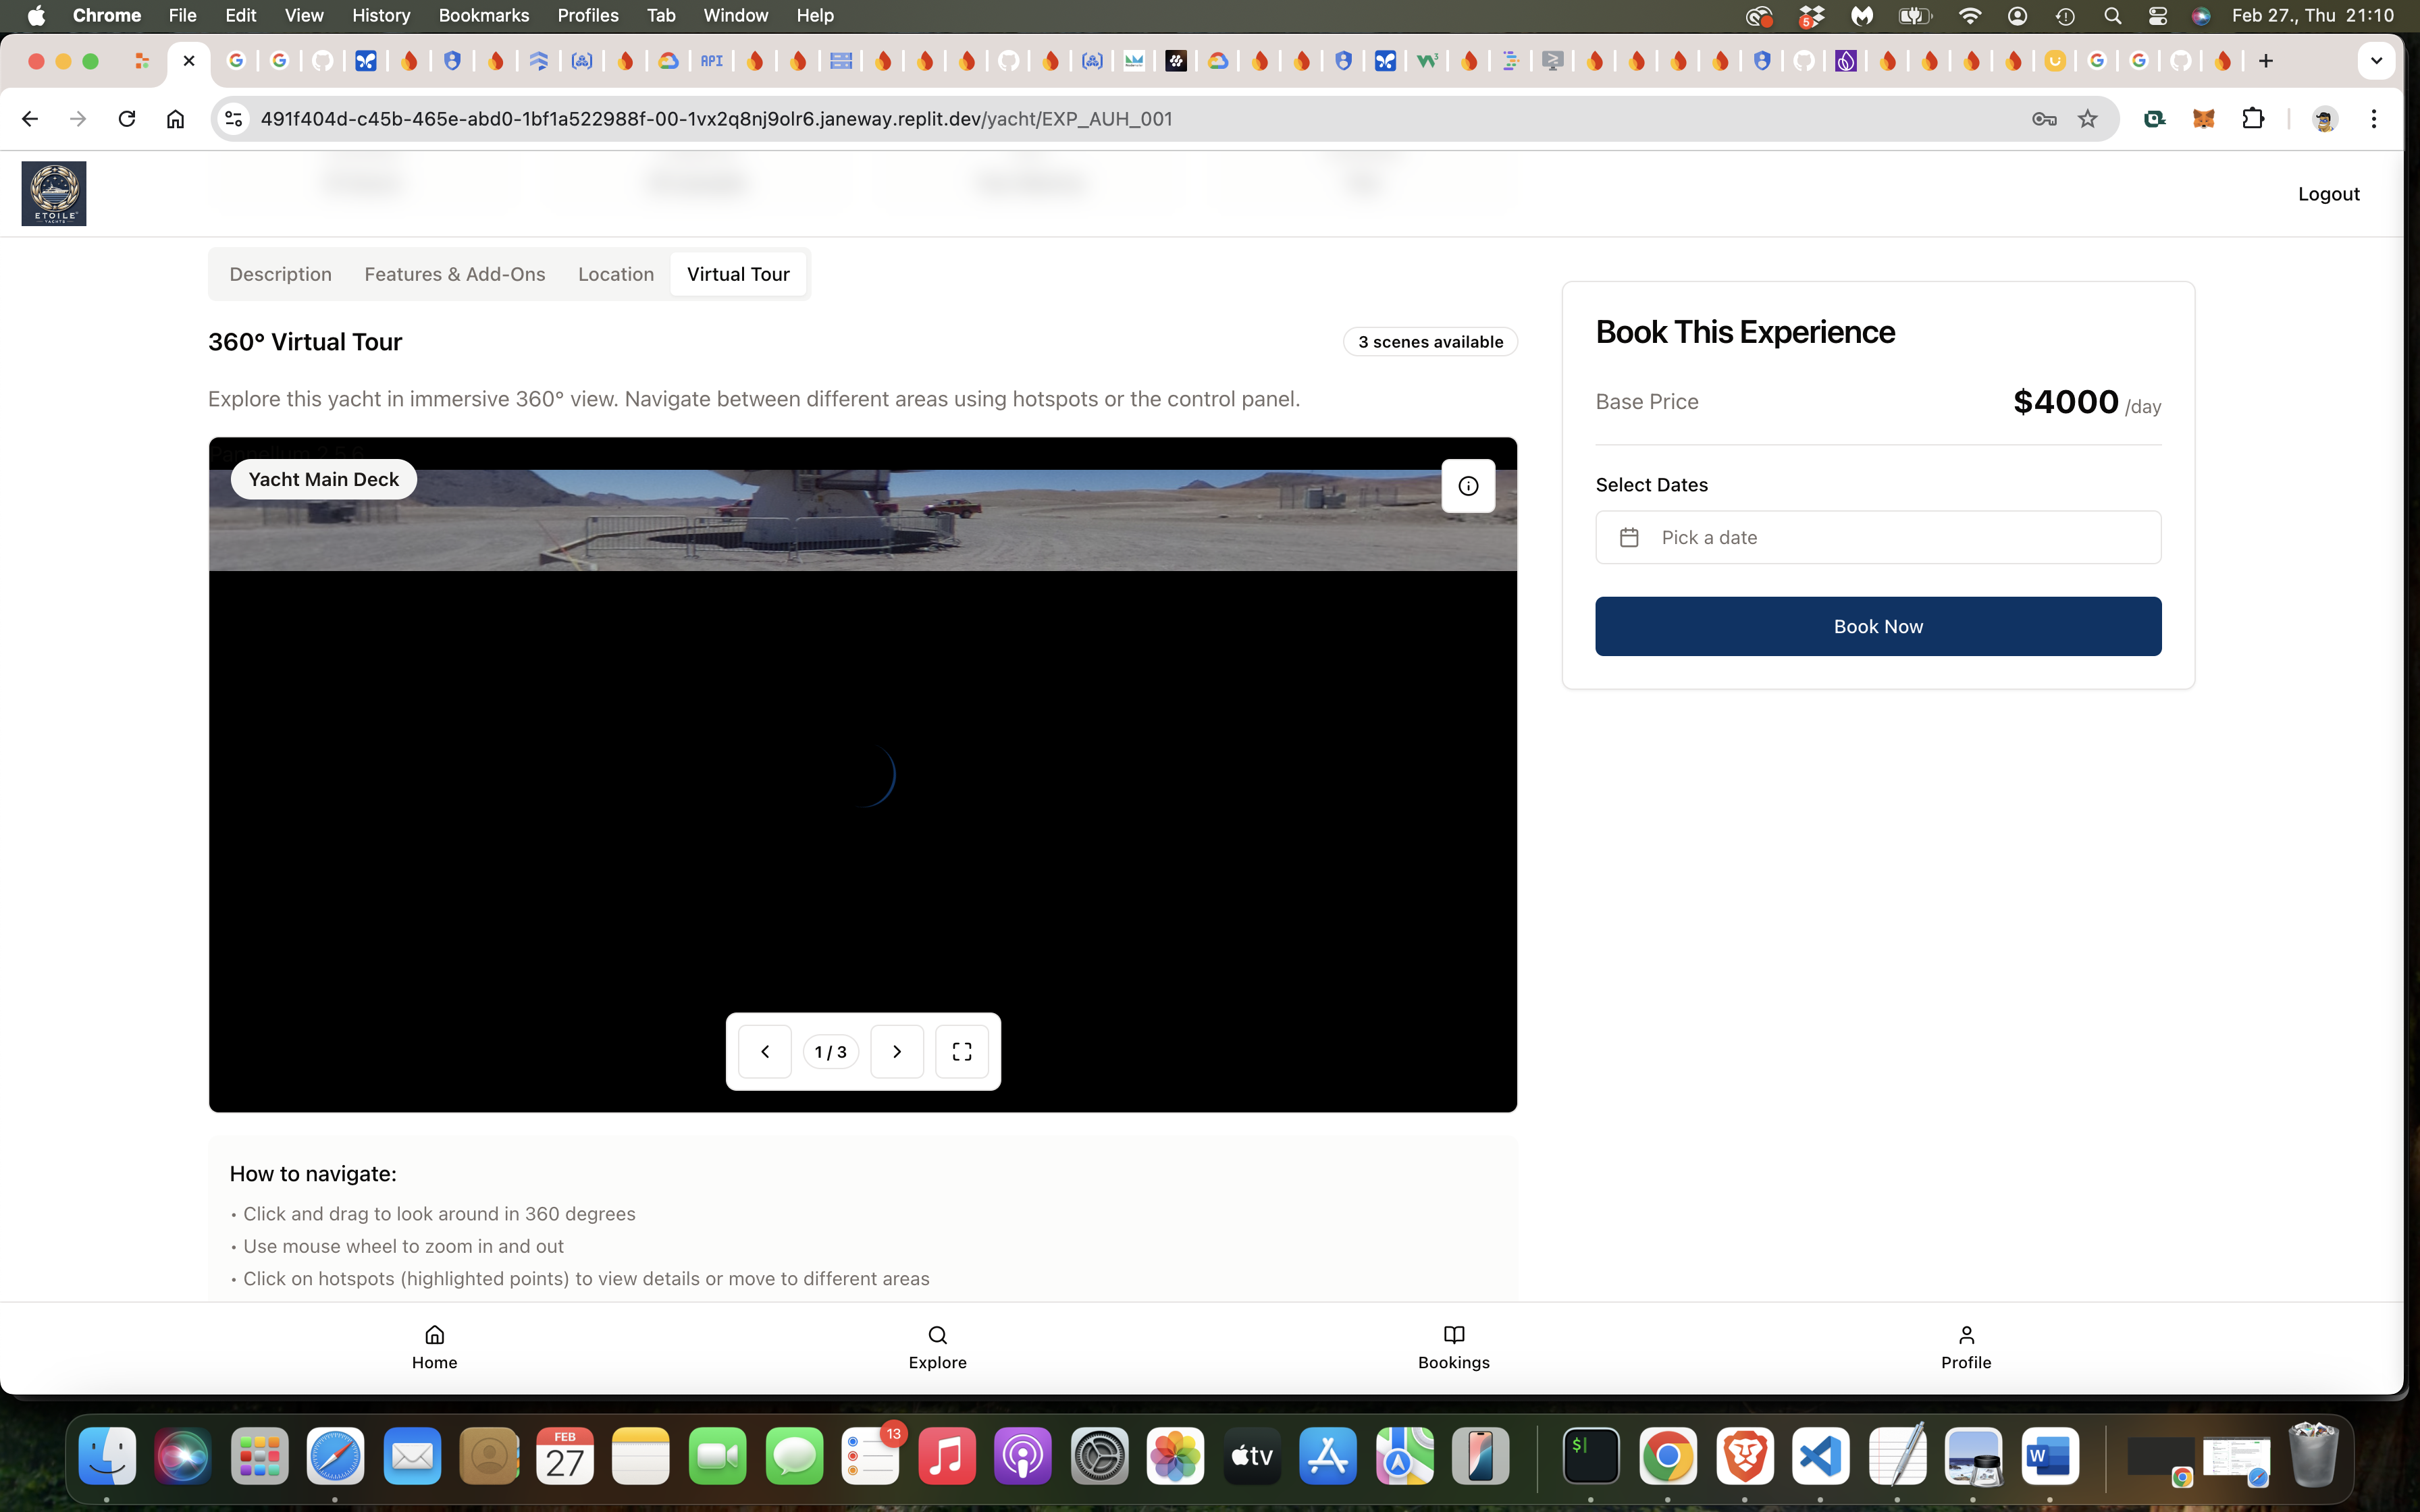 Chrome File Edit View History Bookmarks Profiles Tab Window Help
5
Feb 27., Thu 21:10
API
491f404d-c45b-465e-abd0-1bf1a522988f-00-1vx2q8nj9olr6.janeway.replit.dev/yacht/EXP_AUH_001
ETOILE
YACHTS
Logout
Description Features & Add-Ons Location Virtual Tour
360° Virtual Tour
3 scenes available
Explore this yacht in immersive 360° view. Navigate between different areas using hotspots or the control panel.
Yacht Main Deck
1 / 3
How to navigate:
• Click and drag to look around in 360 degrees
• Use mouse wheel to zoom in and out
• Click on hotspots (highlighted points) to view details or move to different areas
Book This Experience
Base Price
$4000 /day
Select Dates
Pick a date
Book Now
Home
Explore
Bookings
Profile
FEB
27
13
tv
$
W